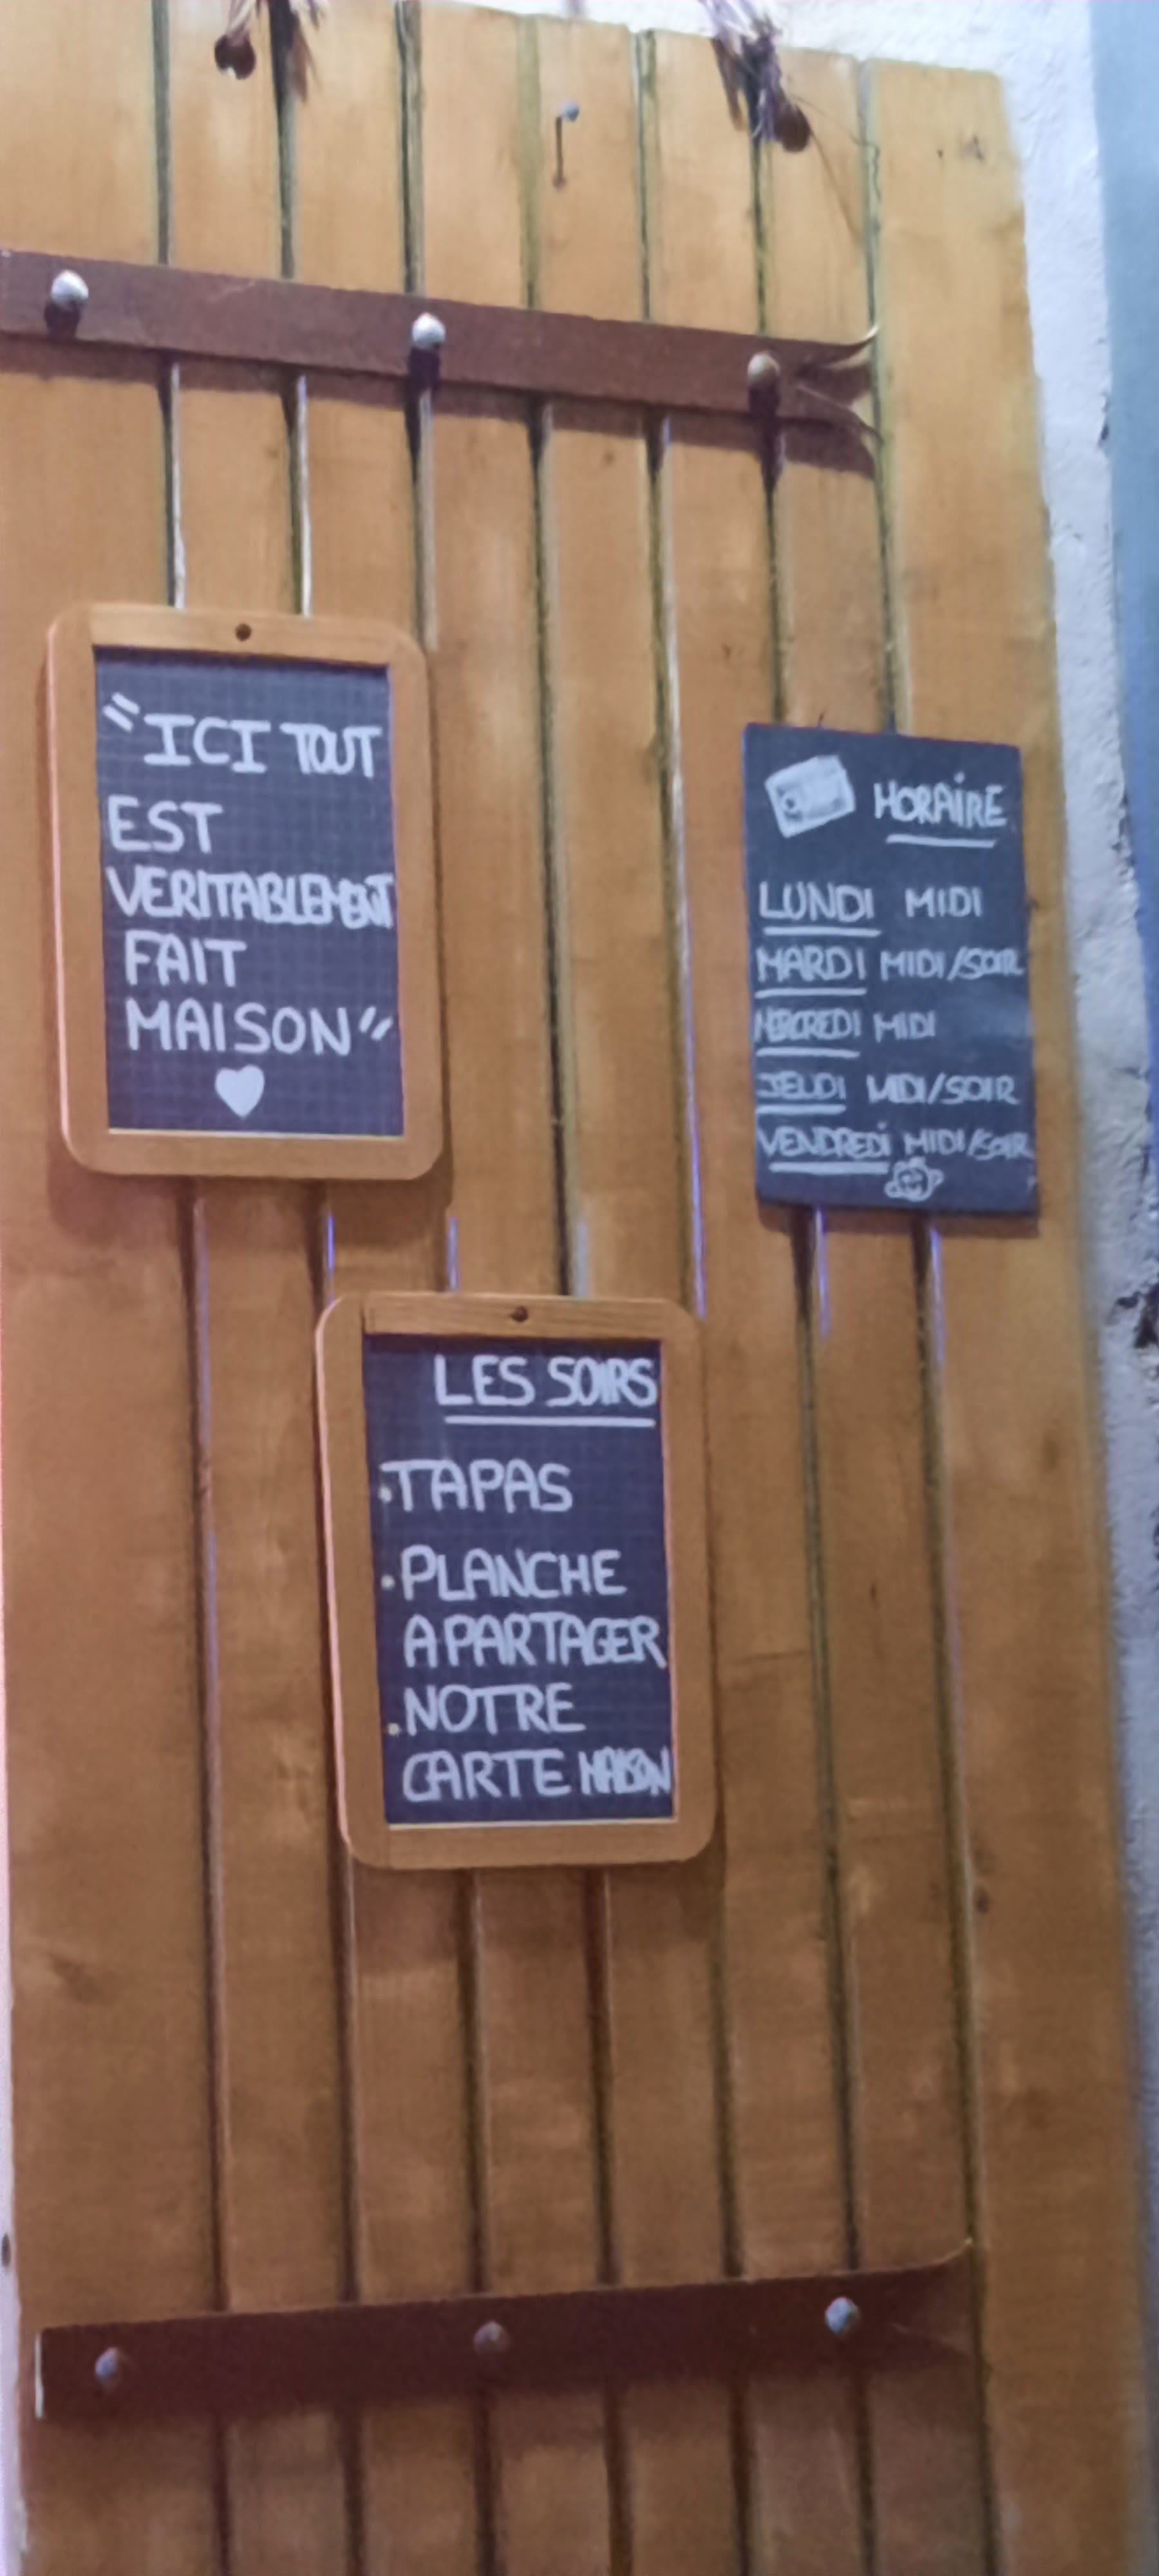 "ICI TOUT
EST
VERITABLEMENT
FAIT
MAISON"
HORAIRE
LUNDI MIDI
MARDI MIDI/SOIR
MERCREDI MIDI
JEUDI MIDI/SOIR
VENDREDI MIDI/SOIR
LES SOIRS
.TAPAS
.PLANCHE
A PARTAGER
.NOTRE
CARTE MAISON